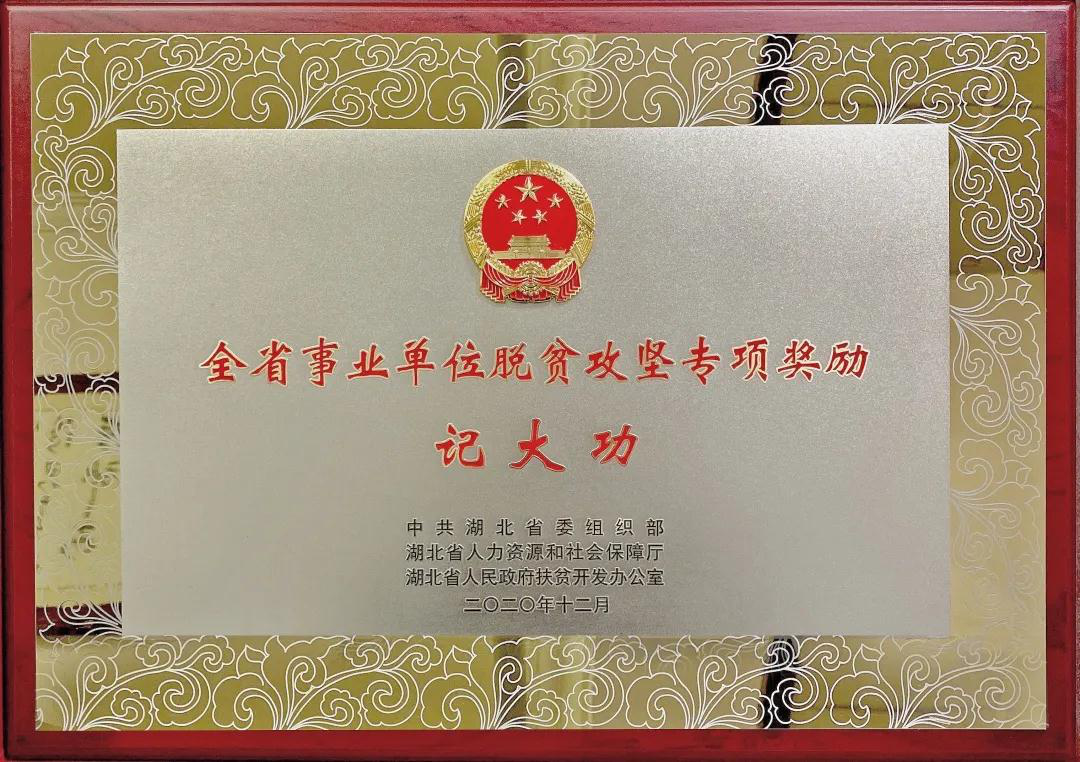 全省事业单位脱贫攻坚专项奖励
记大功
中共湖北省委组织部
湖北省人力资源和社会保障厅
湖北省人民政府扶贫开发办公室
二〇二〇年十二月